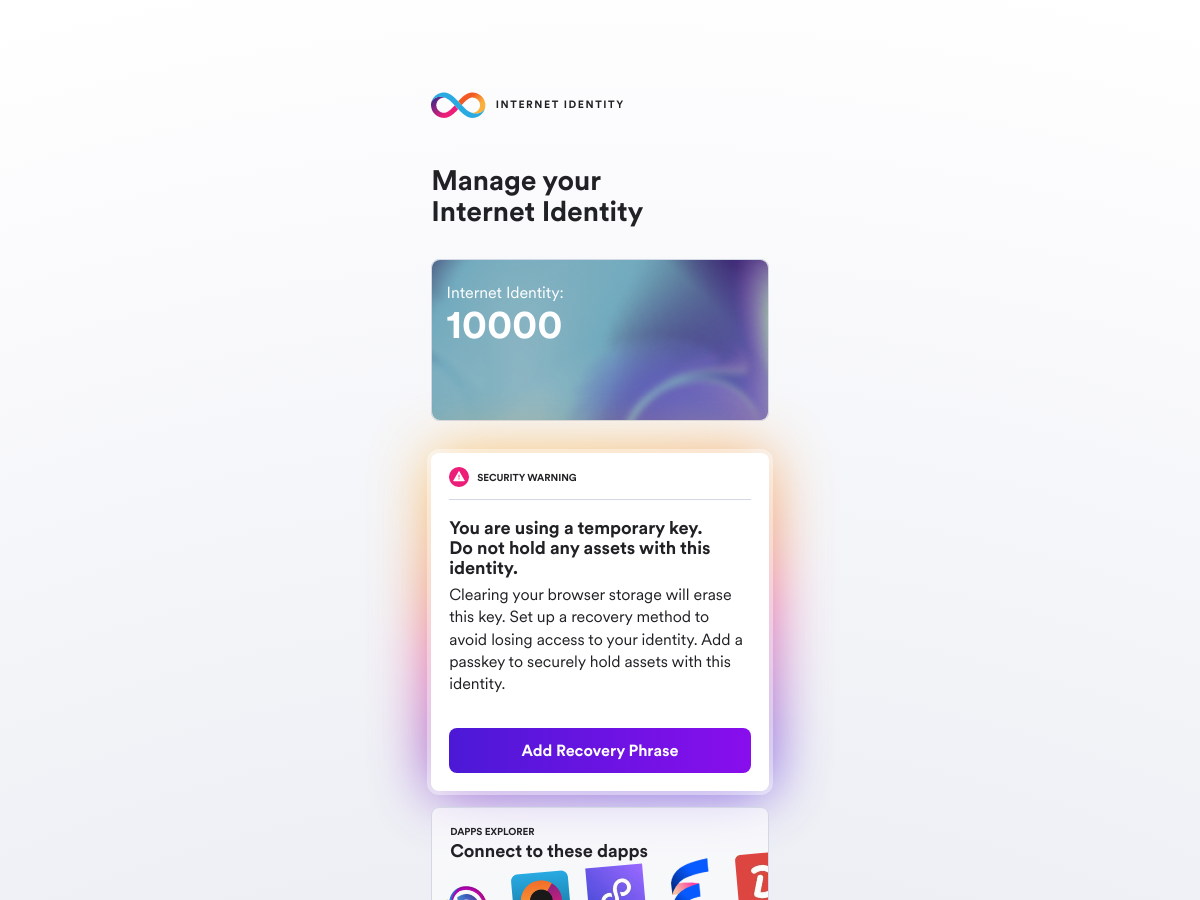 INTERNET IDENTITY
Manage your
Internet Identity
Internet Identity:
10000
SECURITY WARNING
You are using a temporary key.
Do not hold any assets with this
identity.
Clearing your browser storage will erase
this key. Set up a recovery method to
avoid losing access to your identity. Add a
passkey to securely hold assets with this
identity.
Add Recovery Phrase
DAPPS EXPLORER
Connect to these dapps